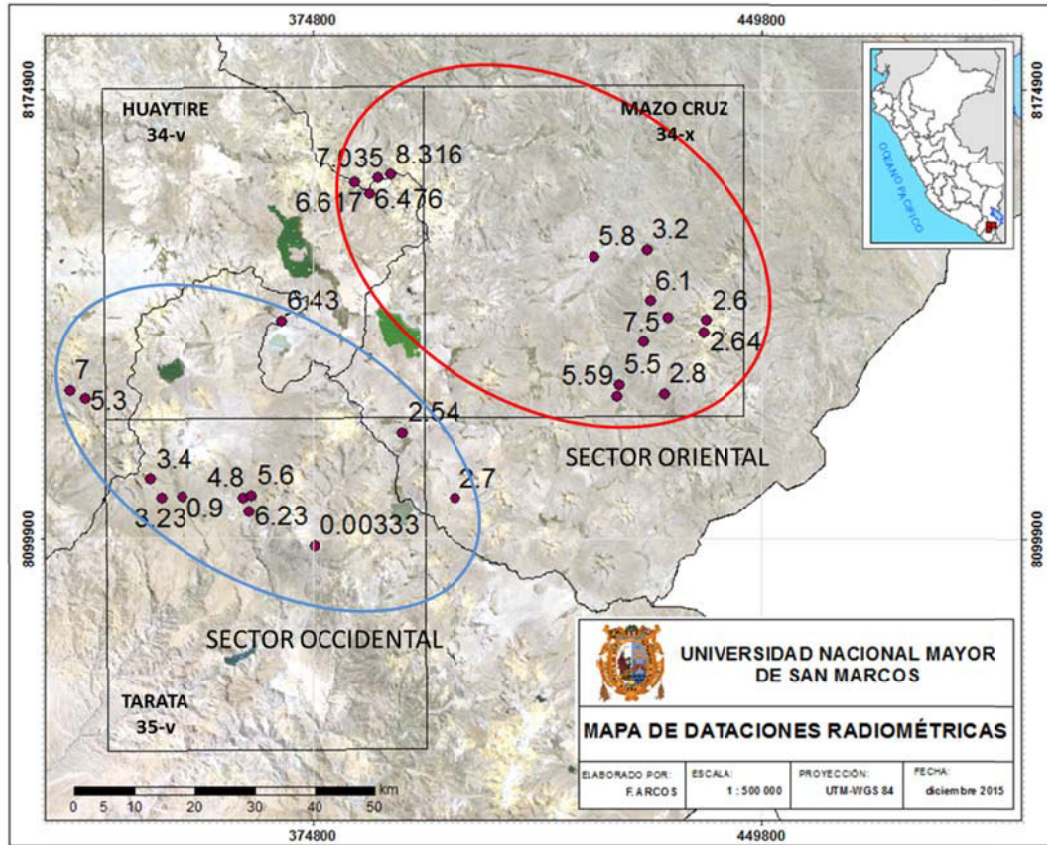 374800
449800
8174900
8174900
HUAYTIRE
34-v
MAZO CRUZ
34-x
OCEANO PACIFICO
7.035
8.316
6.617
6.476
5.8
3.2
6.43
6.1
2.6
7.5
2.64
7
5.3
5.5
5.59
2.8
2.54
SECTOR ORIENTAL
3.4
4.8
5.6
2.7
3.23
0.9
6.23
0.00333
8099900
8099900
SECTOR OCCIDENTAL
TARATA
35-v
UNIVERSIDAD NACIONAL MAYOR
DE SAN MARCOS
MAPA DE DATACIONES RADIOMÉTRICAS
ELABORADO POR:
F. ARCOS
ESCALA:
1 : 500 000
PROYECCIÓN:
UTM-WGS 84
FECHA:
diciembre 2015
km
0 5 10 20 30 40 50
374800
449800